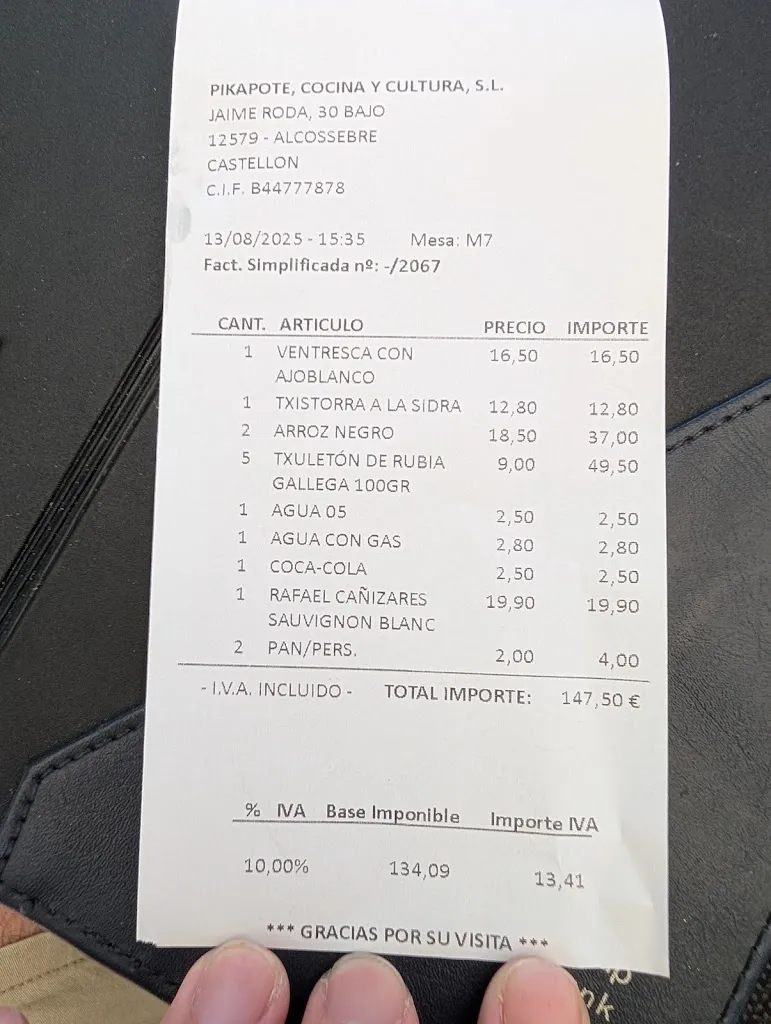 PIKAPOTE, COCINA Y CULTURA, S.L.
JAIME RODA, 30 BAJO
12579 - ALCOSSEBRE
CASTELLON
C.I.F. B44777878
13/08/2025 - 15:35 Mesa: M7
Fact. Simplificada nº: -/2067
CANT. ARTICULO PRECIO IMPORTE
1 VENTRESCA CON 16,50 16,50
AJOBLANCO
1 TXISTORRA A LA SIDRA 12,80 12,80
2 ARROZ NEGRO 18,50 37,00
5 TXULETÓN DE RUBIA 9,00 49,50
GALLEGA 100GR
1 AGUA 05 2,50 2,50
1 AGUA CON GAS 2,80 2,80
1 COCA-COLA 2,50 2,50
1 RAFAEL CAÑIZARES 19,90 19,90
SAUVIGNON BLANC
2 PAN/PERS. 2,00 4,00
- I.V.A. INCLUIDO - TOTAL IMPORTE: 147,50 €
% IVA Base Imponible Importe IVA
10,00% 134,09 13,41
*** GRACIAS POR SU VISITA ***